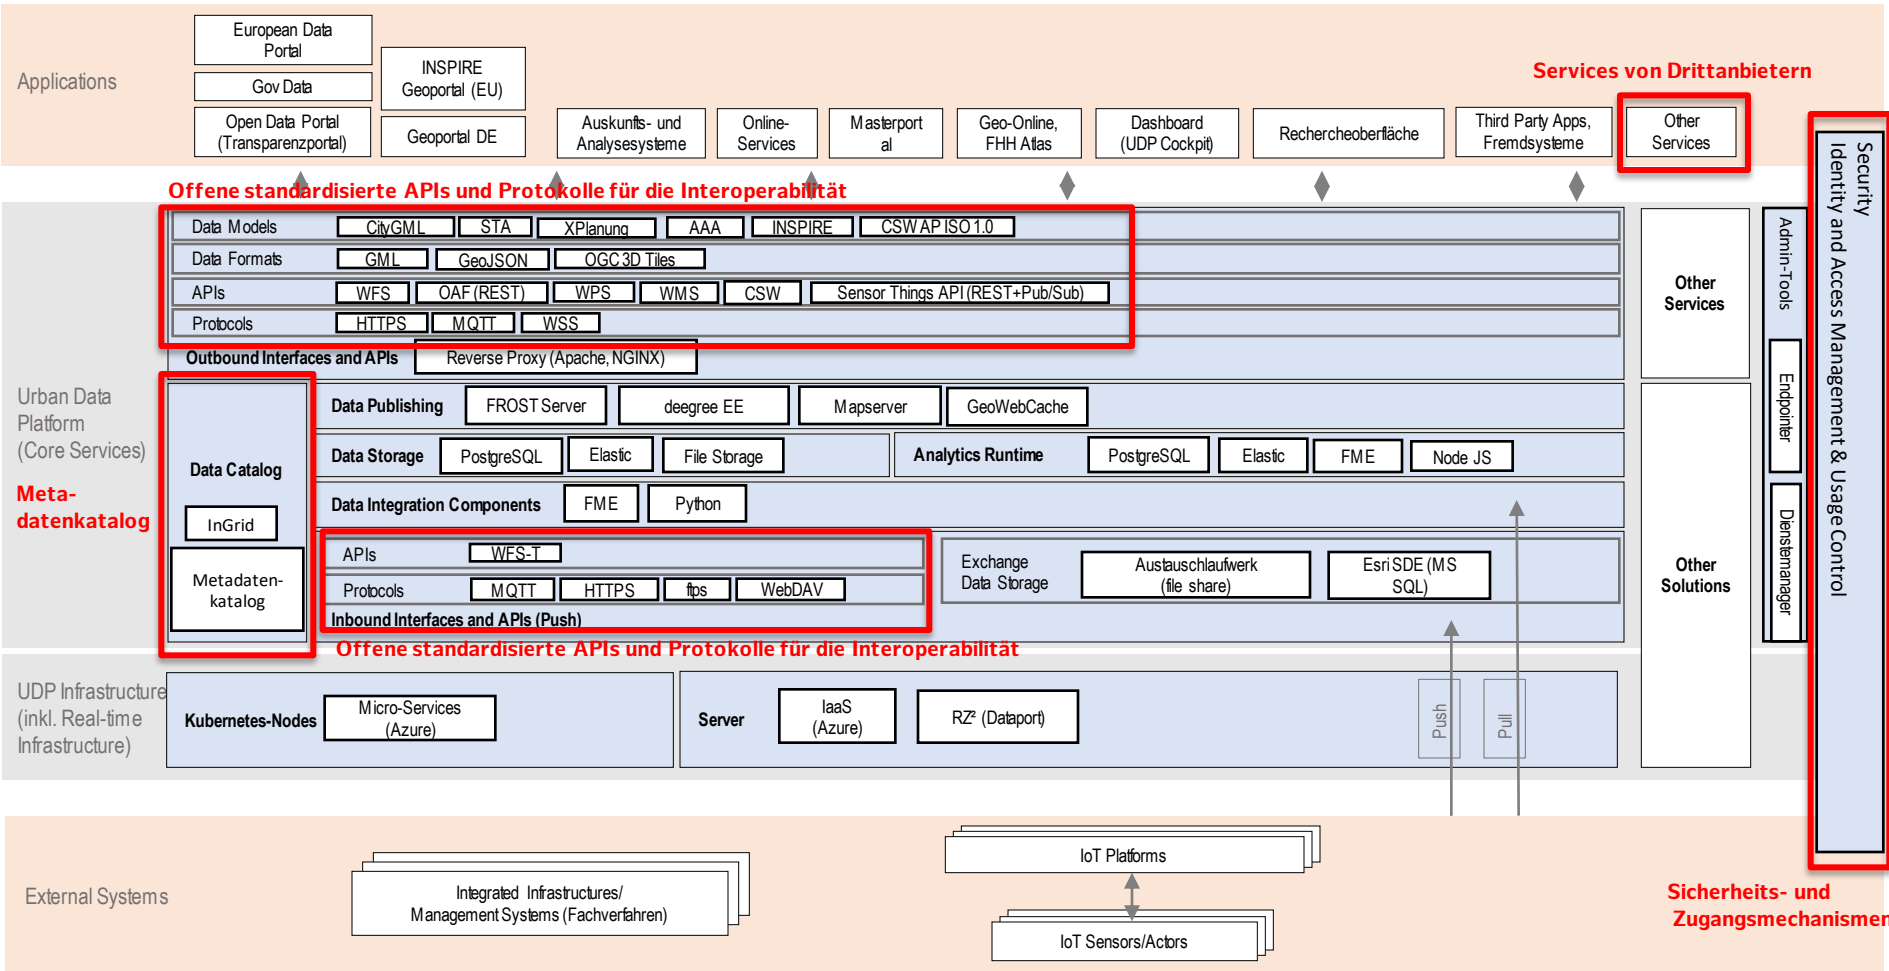 Applications
European Data
Portal
Gov Data
Open Data Portal
(Transparenzportal)
INSPIRE
Geoportal (EU)
Geoportal DE
Auskunfts- und
Analysesysteme
Online-
Services
Masterport
al
Geo-Online,
FHH Atlas
Dashboard
(UDP Cockpit)
Rechercheoberfläche
Third Party Apps,
Fremdsysteme
Services von Drittanbietern
Other
Services
Offene standardisierte APIs und Protokolle für die Interoperabilität
Urban Data
Platform
(Core Services)
Meta-
datenkatalog
Data Models
CityGML
STA
XPlanung
AAA
INSPIRE
CSW AP ISO 1.0
Data Formats
GML
GeoJSON
OGC 3D Tiles
APIs
WFS
OAF (REST)
WPS
WMS
CSW
Sensor Things API (REST+Pub/Sub)
Protocols
HTTPS
MQTT
WSS
Outbound Interfaces and APIs
Reverse Proxy (Apache, NGINX)
Data Catalog
InGrid
Metadaten-
katalog
Data Publishing
FROST Server
deegree EE
Mapserver
GeoWebCache
Data Storage
PostgreSQL
Elastic
File Storage
Analytics Runtime
PostgreSQL
Elastic
FME
Node JS
Data Integration Components
FME
Python
APIs
WFS-T
Protocols
MQTT
HTTPS
ftps
WebDAV
Inbound Interfaces and APIs (Push)
Exchange
Data Storage
Austauschlaufwerk
(file share)
Esri SDE (MS
SQL)
Offene standardisierte APIs und Protokolle für die Interoperabilität
Other
Services
Other
Solutions
Admin-Tools
Endpointer
Dienstemanager
Security
Identity and Access Management & Usage Control
UDP Infrastructure
(inkl. Real-time
Infrastructure)
Kubernetes-Nodes
Micro-Services
(Azure)
Server
IaaS
(Azure)
RZ² (Dataport)
Push
Pull
External Systems
Integrated Infrastructures/
Management Systems (Fachverfahren)
IoT Platforms
IoT Sensors/Actors
Sicherheits- und
Zugangsmechanismen